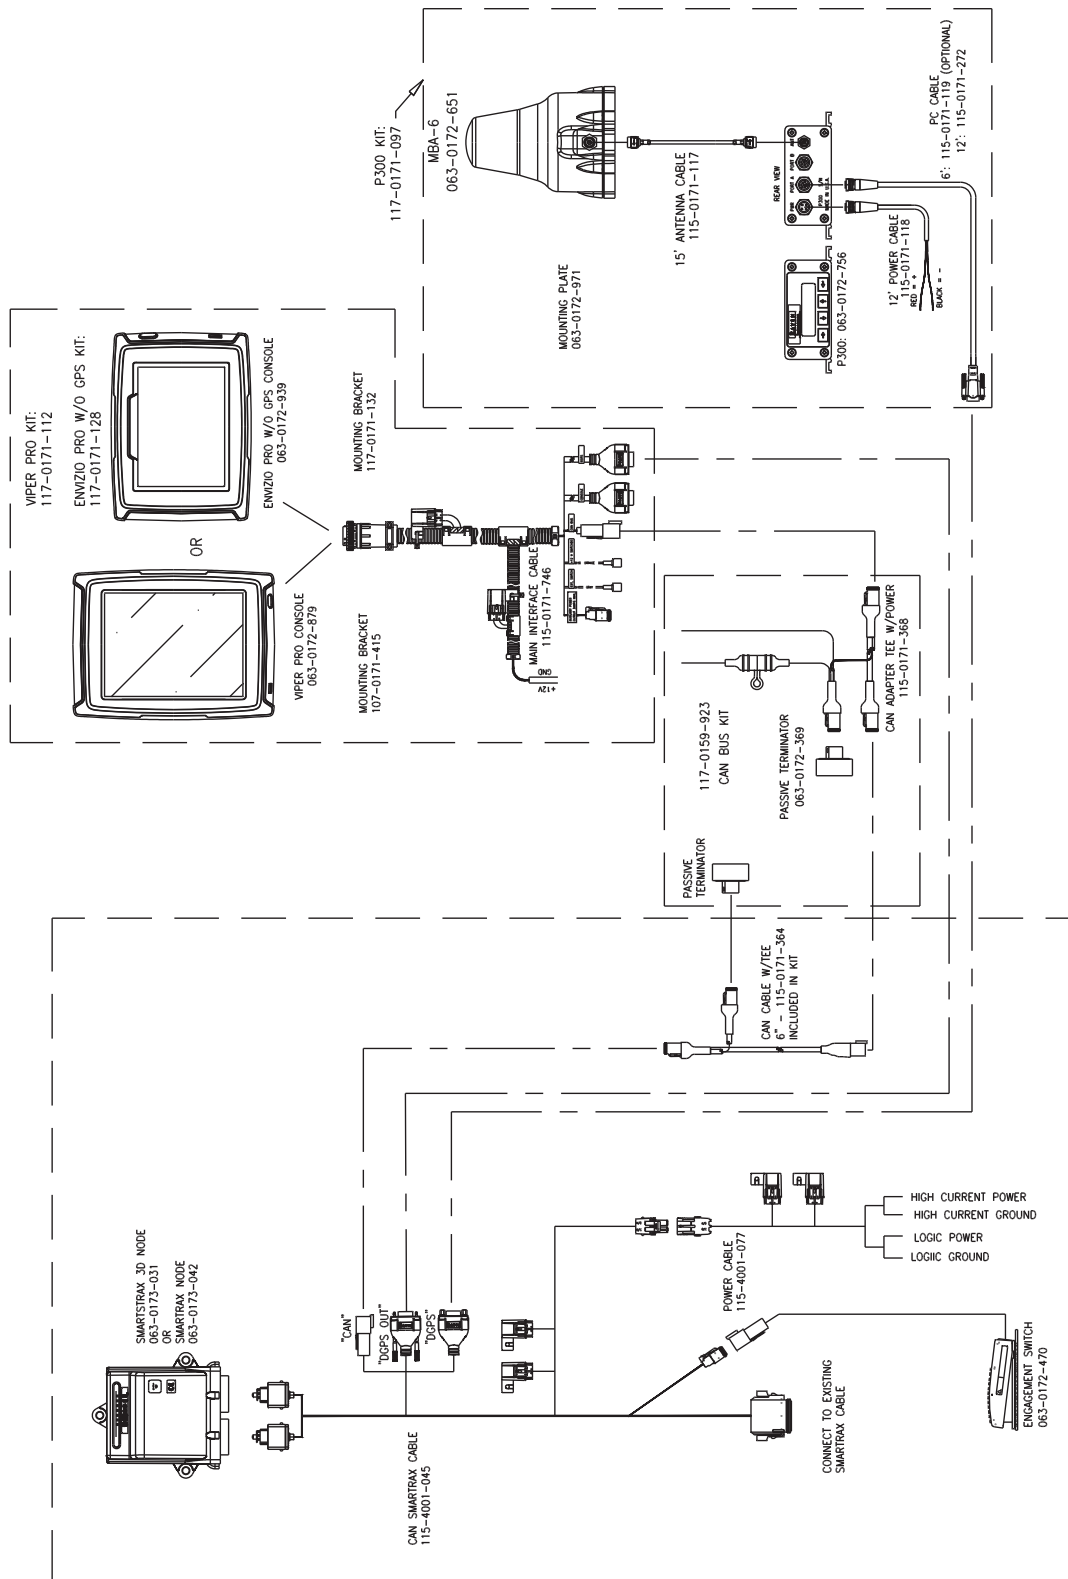 P300 KIT:
117-0171-097
MBA-6
063-0172-651
15' ANTENNA CABLE
115-0171-117
MOUNTING PLATE
063-0172-971
REAR VIEW
PWR
PORT A
PORT B
ANT
P300
S/N
MADE IN U.S.A.
RAVEN
P300: 063-0172-756
12' POWER CABLE
115-0171-118
RED = +
BLACK = -
PC CABLE
6': 115-0171-119 (OPTIONAL)
12': 115-0171-272
VIPER PRO KIT:
117-0171-112
ENVIZIO PRO W/O GPS KIT:
117-0171-128
ENVIZIO PRO W/O GPS CONSOLE
063-0172-939
MOUNTING BRACKET
117-0171-132
OR
VIPER PRO CONSOLE
063-0172-879
MOUNTING BRACKET
107-0171-415
MAIN INTERFACE CABLE
115-0171-746
+12V
GND
117-0159-923
CAN BUS KIT
PASSIVE TERMINATOR
063-0172-369
CAN ADAPTER TEE W/POWER
115-0171-368
PASSIVE
TERMINATOR
CAN CABLE W/TEE
6" - 115-0171-364
INCLUDED IN KIT
SMARTSTRAX 3D NODE
063-0173-031
OR
SMARTRAX NODE
063-0173-042
"CAN"
"DGPS OUT"
"DGPS"
CAN SMARTRAX CABLE
115-4001-045
POWER CABLE
115-4001-077
HIGH CURRENT POWER
HIGH CURRENT GROUND
LOGIC POWER
LOGIIC GROUND
CONNECT TO EXISTING
SMARTRAX CABLE
ENGAGEMENT SWITCH
063-0172-470